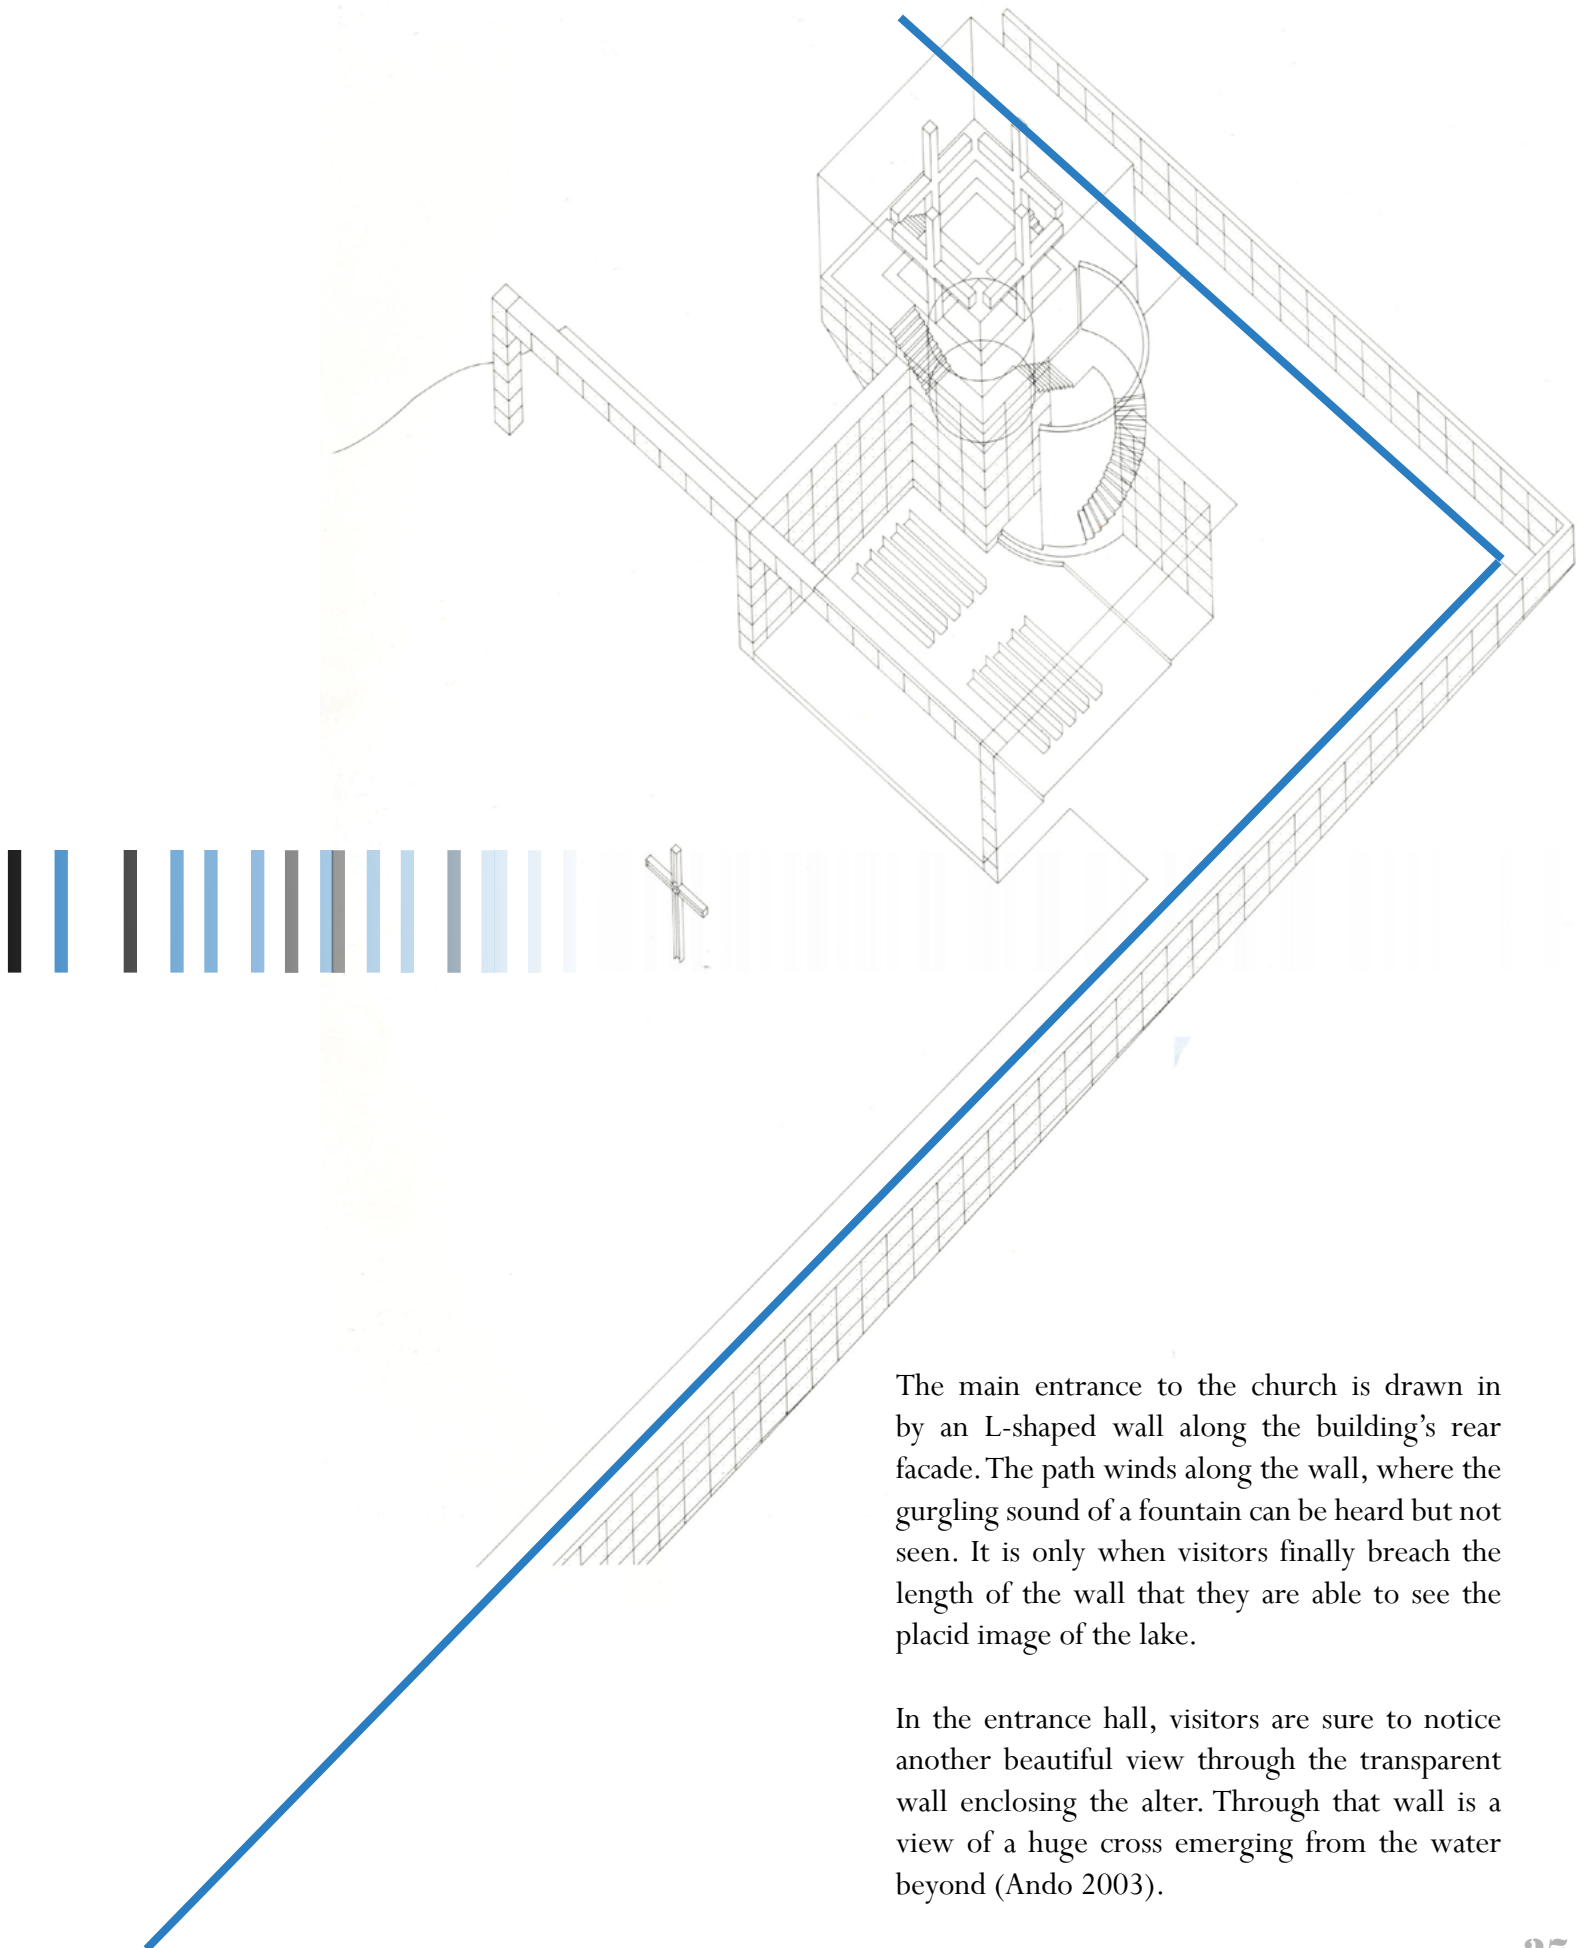 The main entrance to the church is drawn in
by an L-shaped wall along the building’s rear
facade. The path winds along the wall, where the
gurgling sound of a fountain can be heard but not
seen. It is only when visitors finally breach the
length of the wall that they are able to see the
placid image of the lake.
In the entrance hall, visitors are sure to notice
another beautiful view through the transparent
wall enclosing the alter. Through that wall is a
view of a huge cross emerging from the water
beyond (Ando 2003).